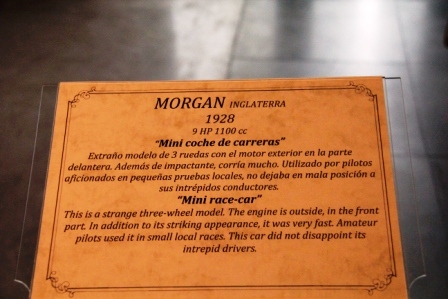 MORGAN INGLATERRA
1928
9 HP 1100 cc
“Mini coche de carreras”
Extraño modelo de 3 ruedas con el motor exterior en la parte
delantera. Además de impactante, corría mucho. Utilizado por pilotos
aficionados en pequeñas pruebas locales, no dejaba en mala posición a
sus intrépidos conductores.
“Mini race-car”
This is a strange three-wheel model. The engine is outside, in the front
part. In addition to its striking appearance, it was very fast. Amateur
pilots used it in small local races. This car did not disappoint its
intrepid drivers.